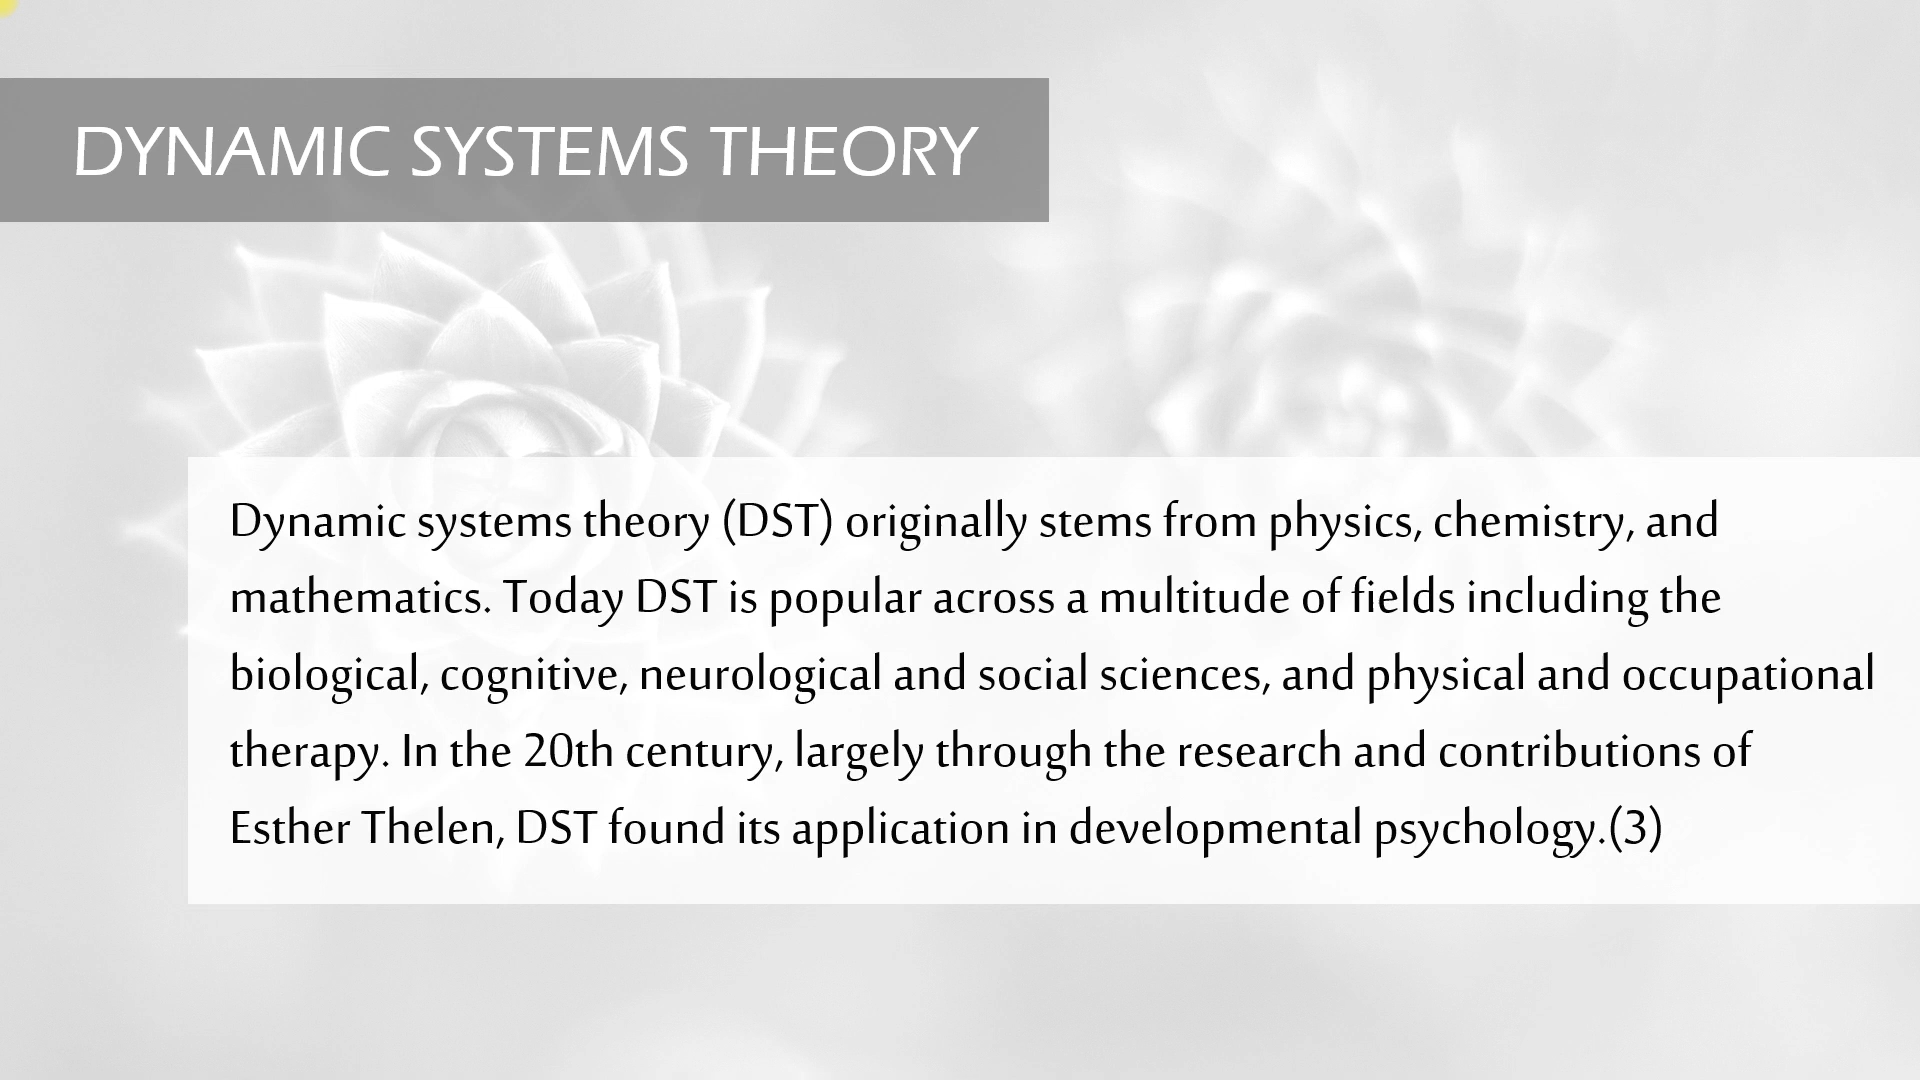 DYNAMIC SYSTEMS THEORY
Dynamic systems theory (DST) originally stems from physics, chemistry, and
mathematics. Today DST is popular across a multitude of fields including the
biological, cognitive, neurological and social sciences, and physical and occupational
therapy. In the 20th century, largely through the research and contributions of
Esther Thelen, DST found its application in developmental psychology.(3)